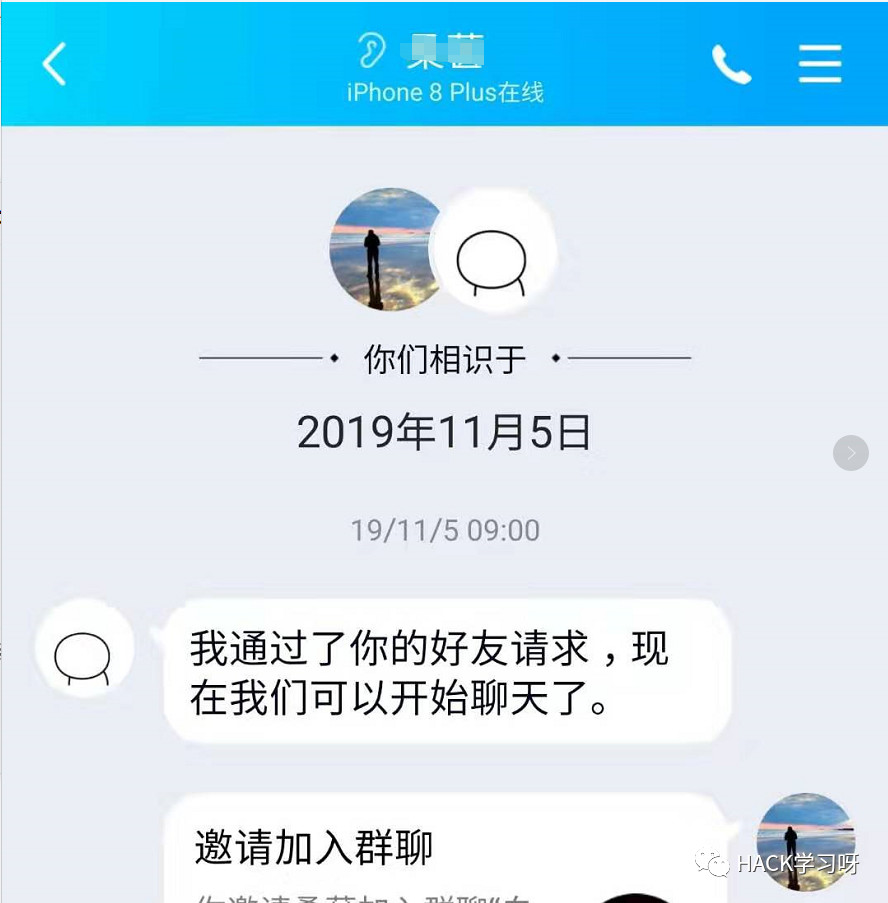 iPhone 8 Plus在线
你们相识于
2019年11月5日
19/11/5 09:00
我通过了你的好友请求，现
在我们可以开始聊天了。
邀请加入群聊
HACK学习呀